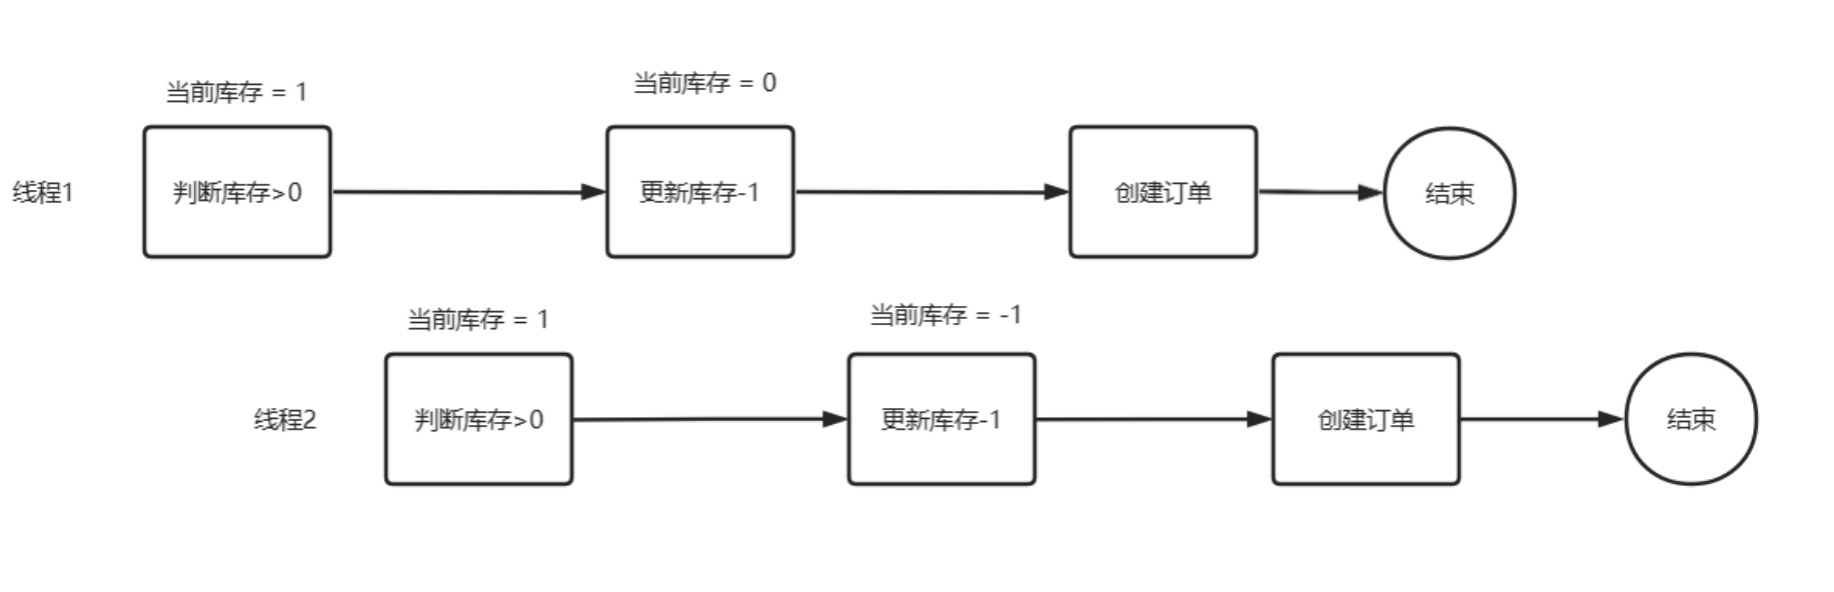 当前库存 = 1
当前库存 = 0
线程1
判断库存>0
更新库存-1
创建订单
结束
当前库存 = 1
当前库存 = -1
线程2
判断库存>0
更新库存-1
创建订单
结束